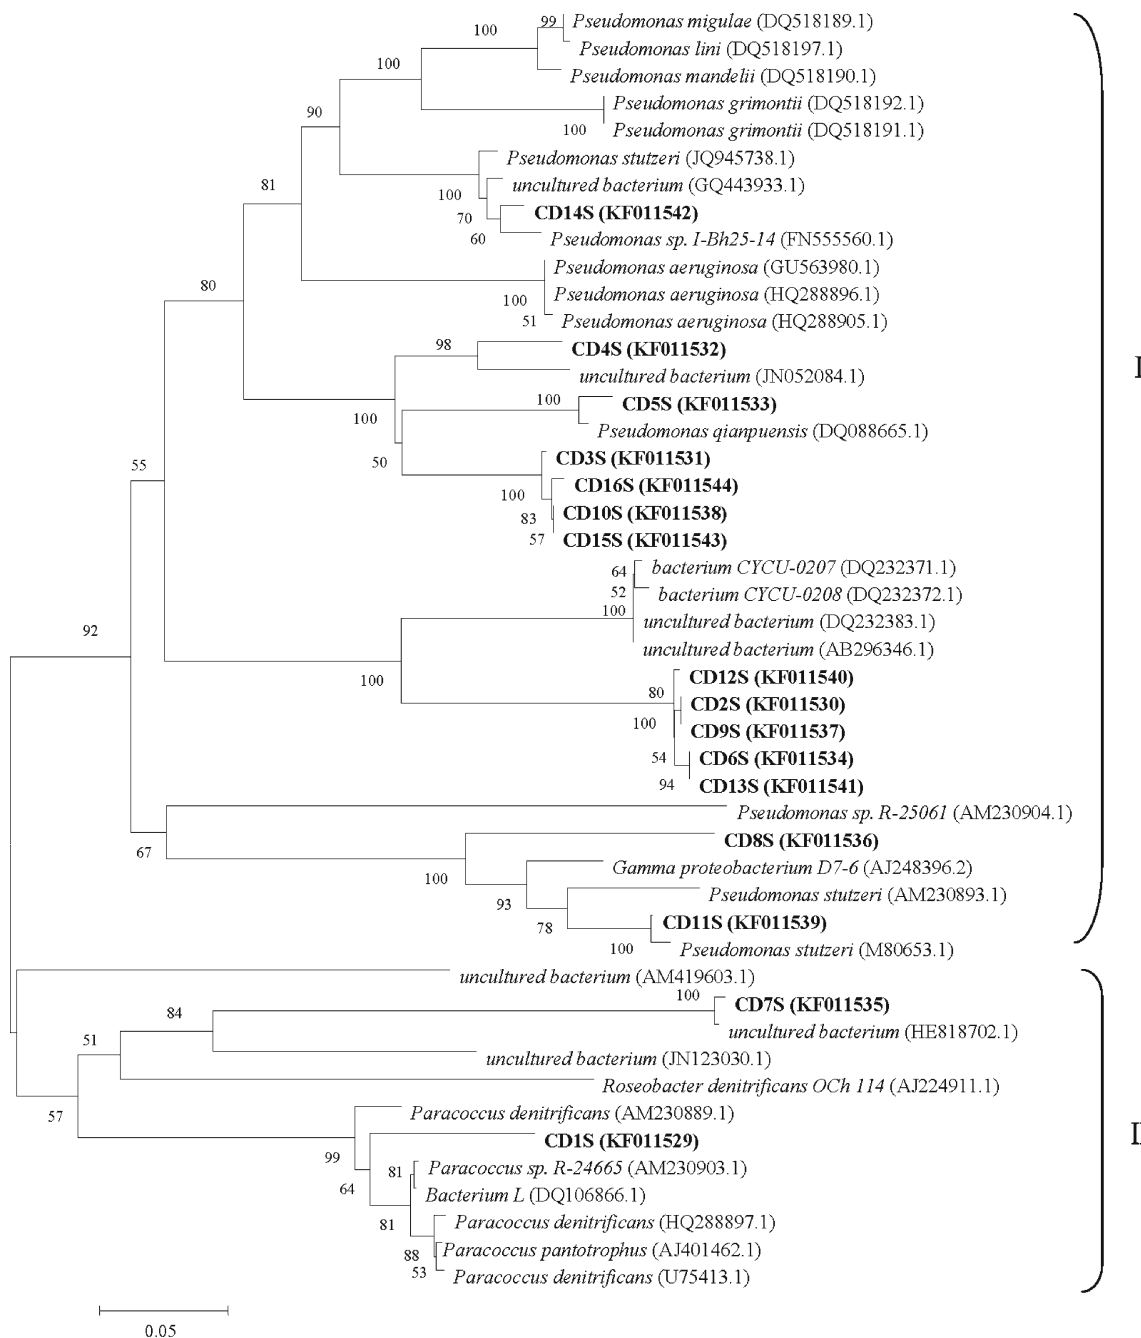 99 Pseudomonas migulae (DQ518189.1)
100
Pseudomonas lini (DQ518197.1)
100
Pseudomonas mandelii (DQ518190.1)
Pseudomonas grimontii (DQ518192.1)
90
100 Pseudomonas grimontii (DQ518191.1)
Pseudomonas stutzeri (JQ945738.1)
81
uncultured bacterium (GQ443933.1)
100
70 CD14S (KF011542)
60 Pseudomonas sp. I-Bh25-14 (FN555560.1)
Pseudomonas aeruginosa (GU563980.1)
80
100 Pseudomonas aeruginosa (HQ288896.1)
51 Pseudomonas aeruginosa (HQ288905.1)
98 CD4S (KF011532)
I
uncultured bacterium (JN052084.1)
100 CD5S (KF011533)
100
Pseudomonas qianpuensis (DQ088665.1)
CD3S (KF011531)
55
50
CD16S (KF011544)
100
83 CD10S (KF011538)
57 CD15S (KF011543)
64 bacterium CYCU-0207 (DQ232371.1)
52 bacterium CYCU-0208 (DQ232372.1)
100 uncultured bacterium (DQ232383.1)
92
uncultured bacterium (AB296346.1)
CD12S (KF011540)
100
80
CD2S (KF011530)
100
CD9S (KF011537)
54 CD6S (KF011534)
94 CD13S (KF011541)
Pseudomonas sp. R-25061 (AM230904.1)
CD8S (KF011536)
67
Gamma proteobacterium D7-6 (AJ248396.2)
100
Pseudomonas stutzeri (AM230893.1)
93
CD11S (KF011539)
78
100 Pseudomonas stutzeri (M80653.1)
uncultured bacterium (AM419603.1)
100
CD7S (KF011535)
84
uncultured bacterium (HE818702.1)
51
uncultured bacterium (JN123030.1)
Roseobacter denitrificans OCh 114 (AJ224911.1)
57
Paracoccus denitrificans (AM230889.1)
CD1S (KF011529)
99
81 Paracoccus sp. R-24665 (AM230903.1)
64
Bacterium L (DQ106866.1)
81
Paracoccus denitrificans (HQ288897.1)
88 Paracoccus pantotrophus (AJ401462.1)
53 Paracoccus denitrificans (U75413.1)
0.05